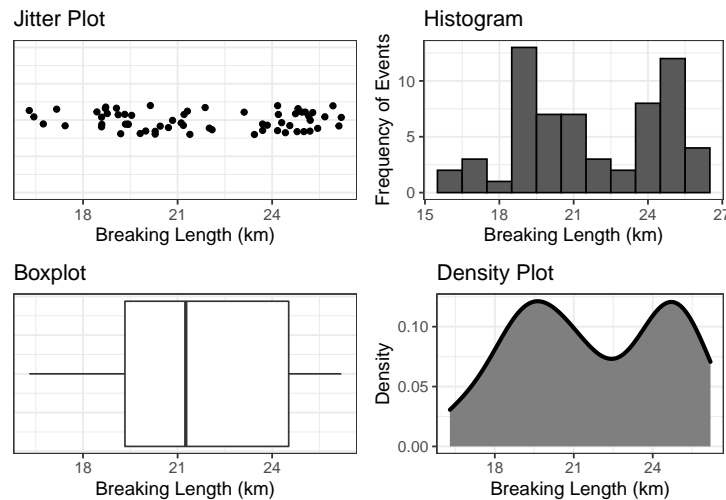 Jitter Plot
18 21 24
Breaking Length (km)
Histogram
Frequency of Events
10
5
0
15 18 21 24 27
Breaking Length (km)
Boxplot
18 21 24
Breaking Length (km)
Density Plot
Density
0.10
0.05
0.00
18 21 24
Breaking Length (km)